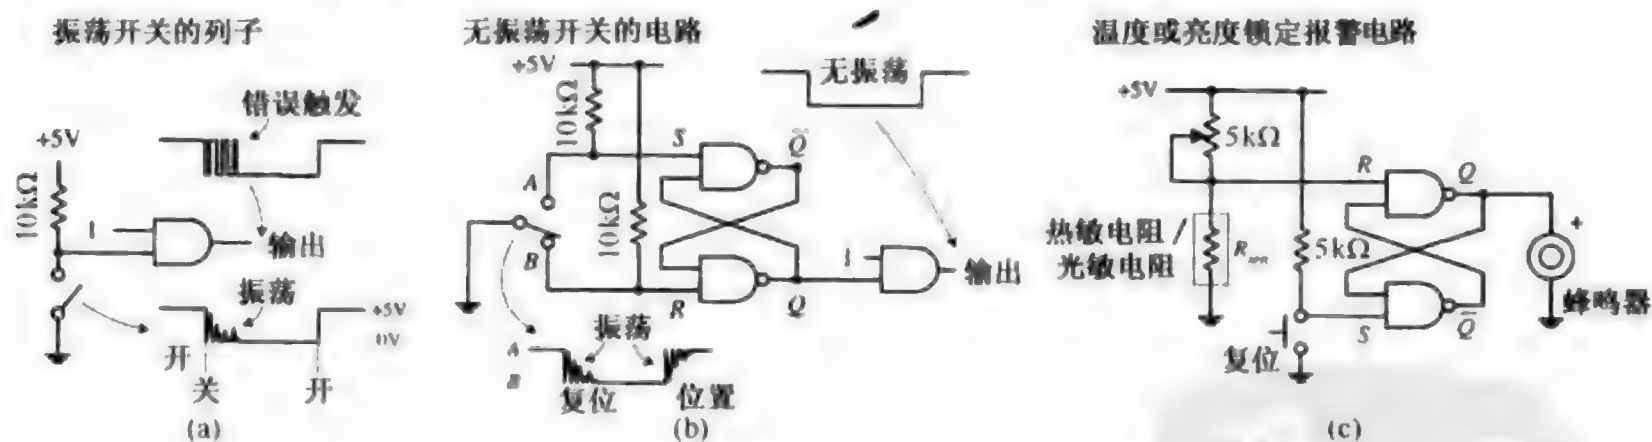 振荡开关的列子
错误触发
+5V
10kΩ
1
输出
振荡
+5V
0V
开
关
开
(a)
无振荡开关的电路
+5V
10kΩ
10kΩ
无振荡
S
Q̄
A
B
R
Q
1
输出
振荡
A
B
复位
位置
(b)
温度或亮度锁定报警电路
+5V
5kΩ
R
Q
热敏电阻/
光敏电阻
5kΩ
+
蜂鸣器
S
Q̄
复位
(c)